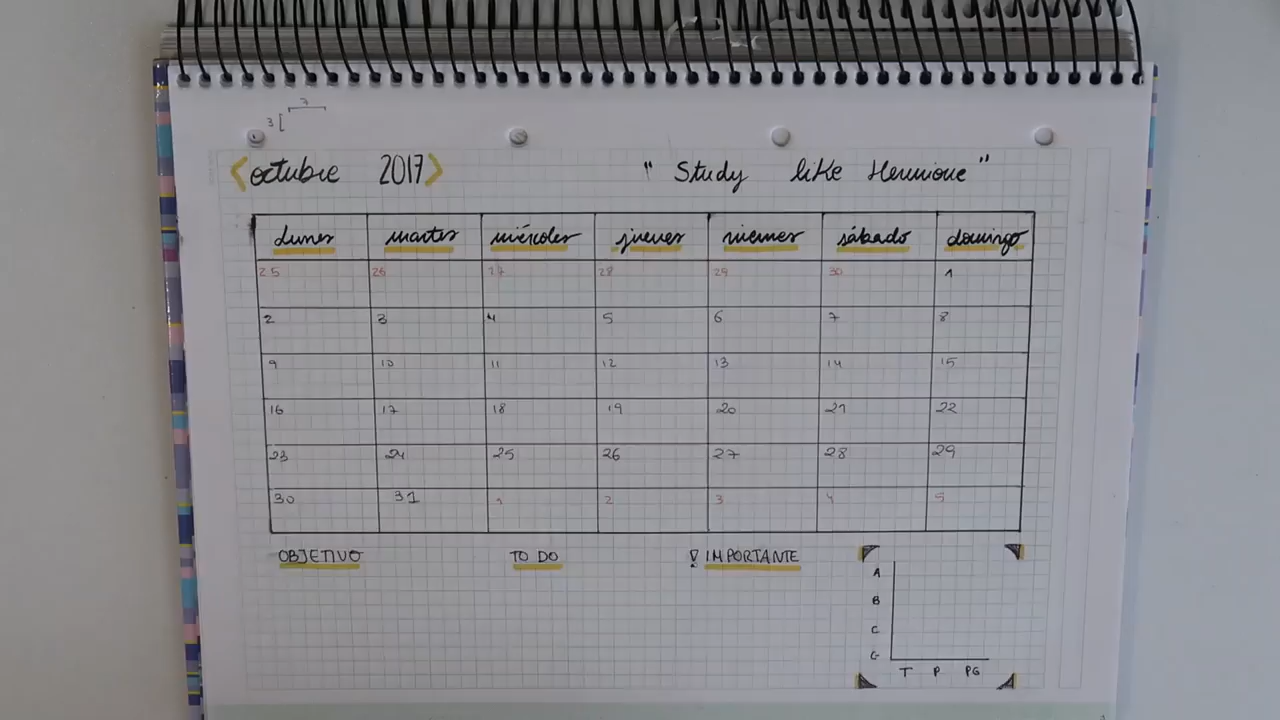 7
3
octubre 2017 "Study like Hermione"
lunes martes miércoles jueves viernes sábado domingo
25 26 27 28 29 30 1
2 3 4 5 6 7 8
9 10 11 12 13 14 15
16 17 18 19 20 21 22
23 24 25 26 27 28 29
30 31 1 2 3 4 5
OBJETIVO TO DO ! IMPORTANTE
A
B
C
G
T P PG